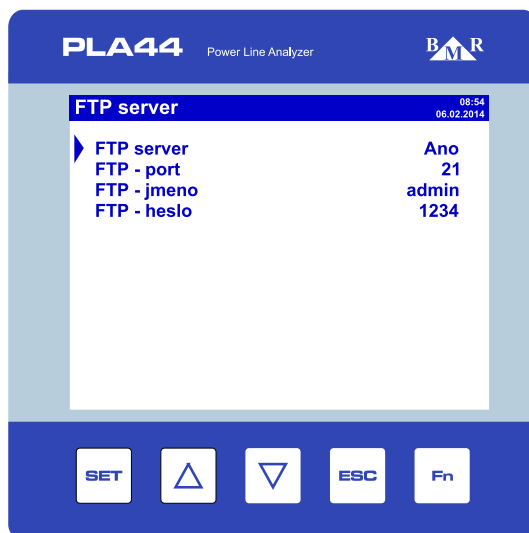 PLA44 Power Line Analyzer BMR
FTP server 08:54
06.02.2014
FTP server Ano
FTP - port 21
FTP - jmeno admin
FTP - heslo 1234
SET ESC Fn